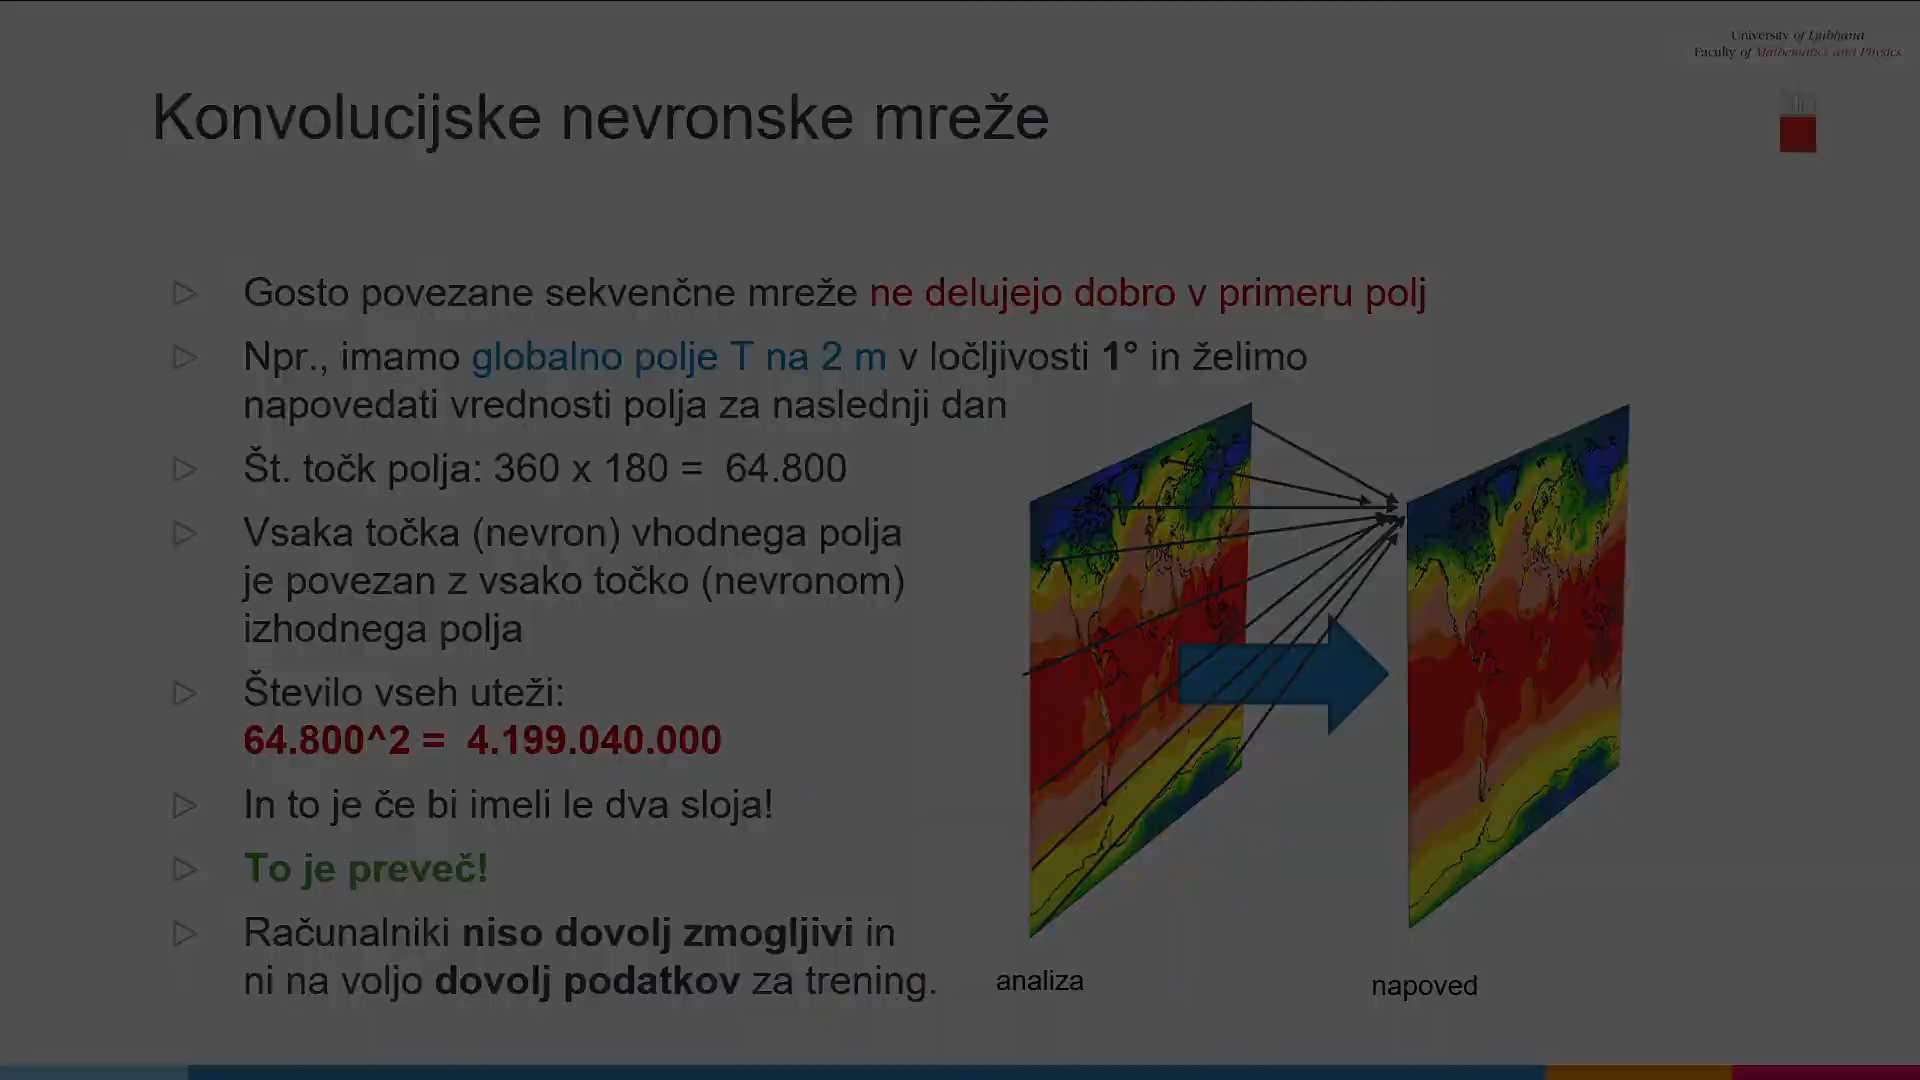 University of Ljubljana
Faculty of Mathematics and Physics
Konvolucijske nevronske mreže
Gosto povezane sekvenčne mreže ne delujejo dobro v primeru polj
Npr., imamo globalno polje T na 2 m v ločljivosti 1° in želimo
napovedati vrednosti polja za naslednji dan
Št. točk polja: 360 x 180 = 64.800
Vsaka točka (nevron) vhodnega polja
je povezan z vsako točko (nevronom)
izhodnega polja
Število vseh uteži:
64.800^2 = 4.199.040.000
In to je če bi imeli le dva sloja!
To je preveč!
Računalniki niso dovolj zmogljivi in
ni na voljo dovolj podatkov za trening.
analiza
napoved